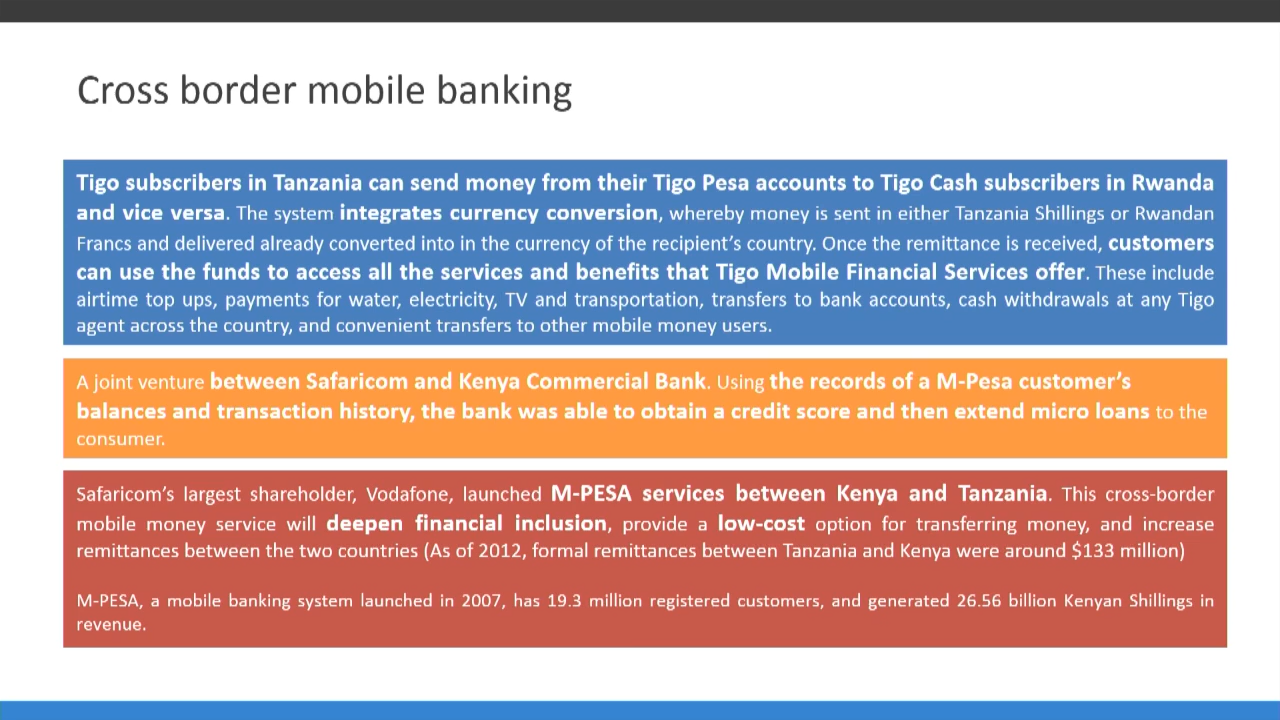 Cross border mobile banking
Tigo subscribers in Tanzania can send money from their Tigo Pesa accounts to Tigo Cash subscribers in Rwanda
and vice versa. The system integrates currency conversion, whereby money is sent in either Tanzania Shillings or Rwandan
Francs and delivered already converted into in the currency of the recipient’s country. Once the remittance is received, customers
can use the funds to access all the services and benefits that Tigo Mobile Financial Services offer. These include
airtime top ups, payments for water, electricity, TV and transportation, transfers to bank accounts, cash withdrawals at any Tigo
agent across the country, and convenient transfers to other mobile money users.
A joint venture between Safaricom and Kenya Commercial Bank. Using the records of a M-Pesa customer’s
balances and transaction history, the bank was able to obtain a credit score and then extend micro loans to the
consumer.
Safaricom’s largest shareholder, Vodafone, launched M-PESA services between Kenya and Tanzania. This cross-border
mobile money service will deepen financial inclusion, provide a low-cost option for transferring money, and increase
remittances between the two countries (As of 2012, formal remittances between Tanzania and Kenya were around $133 million)
M-PESA, a mobile banking system launched in 2007, has 19.3 million registered customers, and generated 26.56 billion Kenyan Shillings in
revenue.